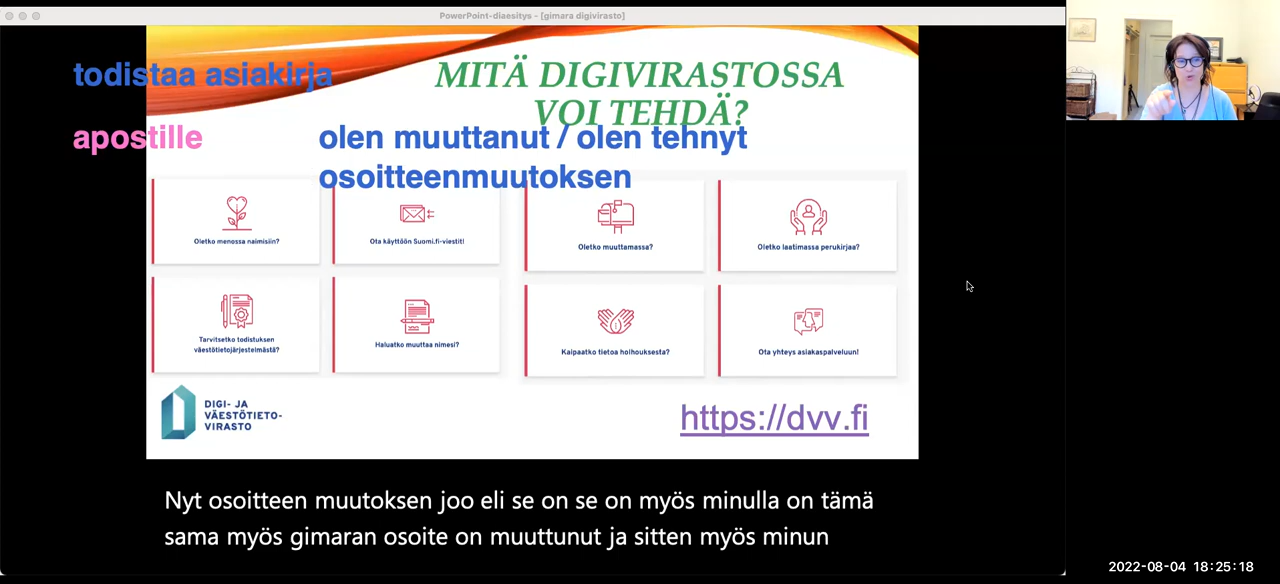 PowerPoint-diaesitys - [gimara digivirasto]
todistaa asiakirja
MITÄ DIGIVIRASTOSSA
VOI TEHDÄ?
apostille
olen muuttanut / olen tehnyt
osoitteenmuutoksen
Oletko menossa naimisiin?
Ota käyttöön Suomi.fi-viestit!
Oletko muuttamassa?
Oletko laatimassa perukirjaa?
Tarvitsetko todistuksen
väestötietojärjestelmästä?
Haluatko muuttaa nimesi?
Kaipaatko tietoa holhouksesta?
Ota yhteys asiakaspalveluun!
DIGI- JA
VÄESTÖTIETO-
VIRASTO
https://dvv.fi
Nyt osoitteen muutoksen joo eli se on se on myös minulla on tämä
sama myös gimaran osoite on muuttunut ja sitten myös minun
2022-08-04 18:25:18